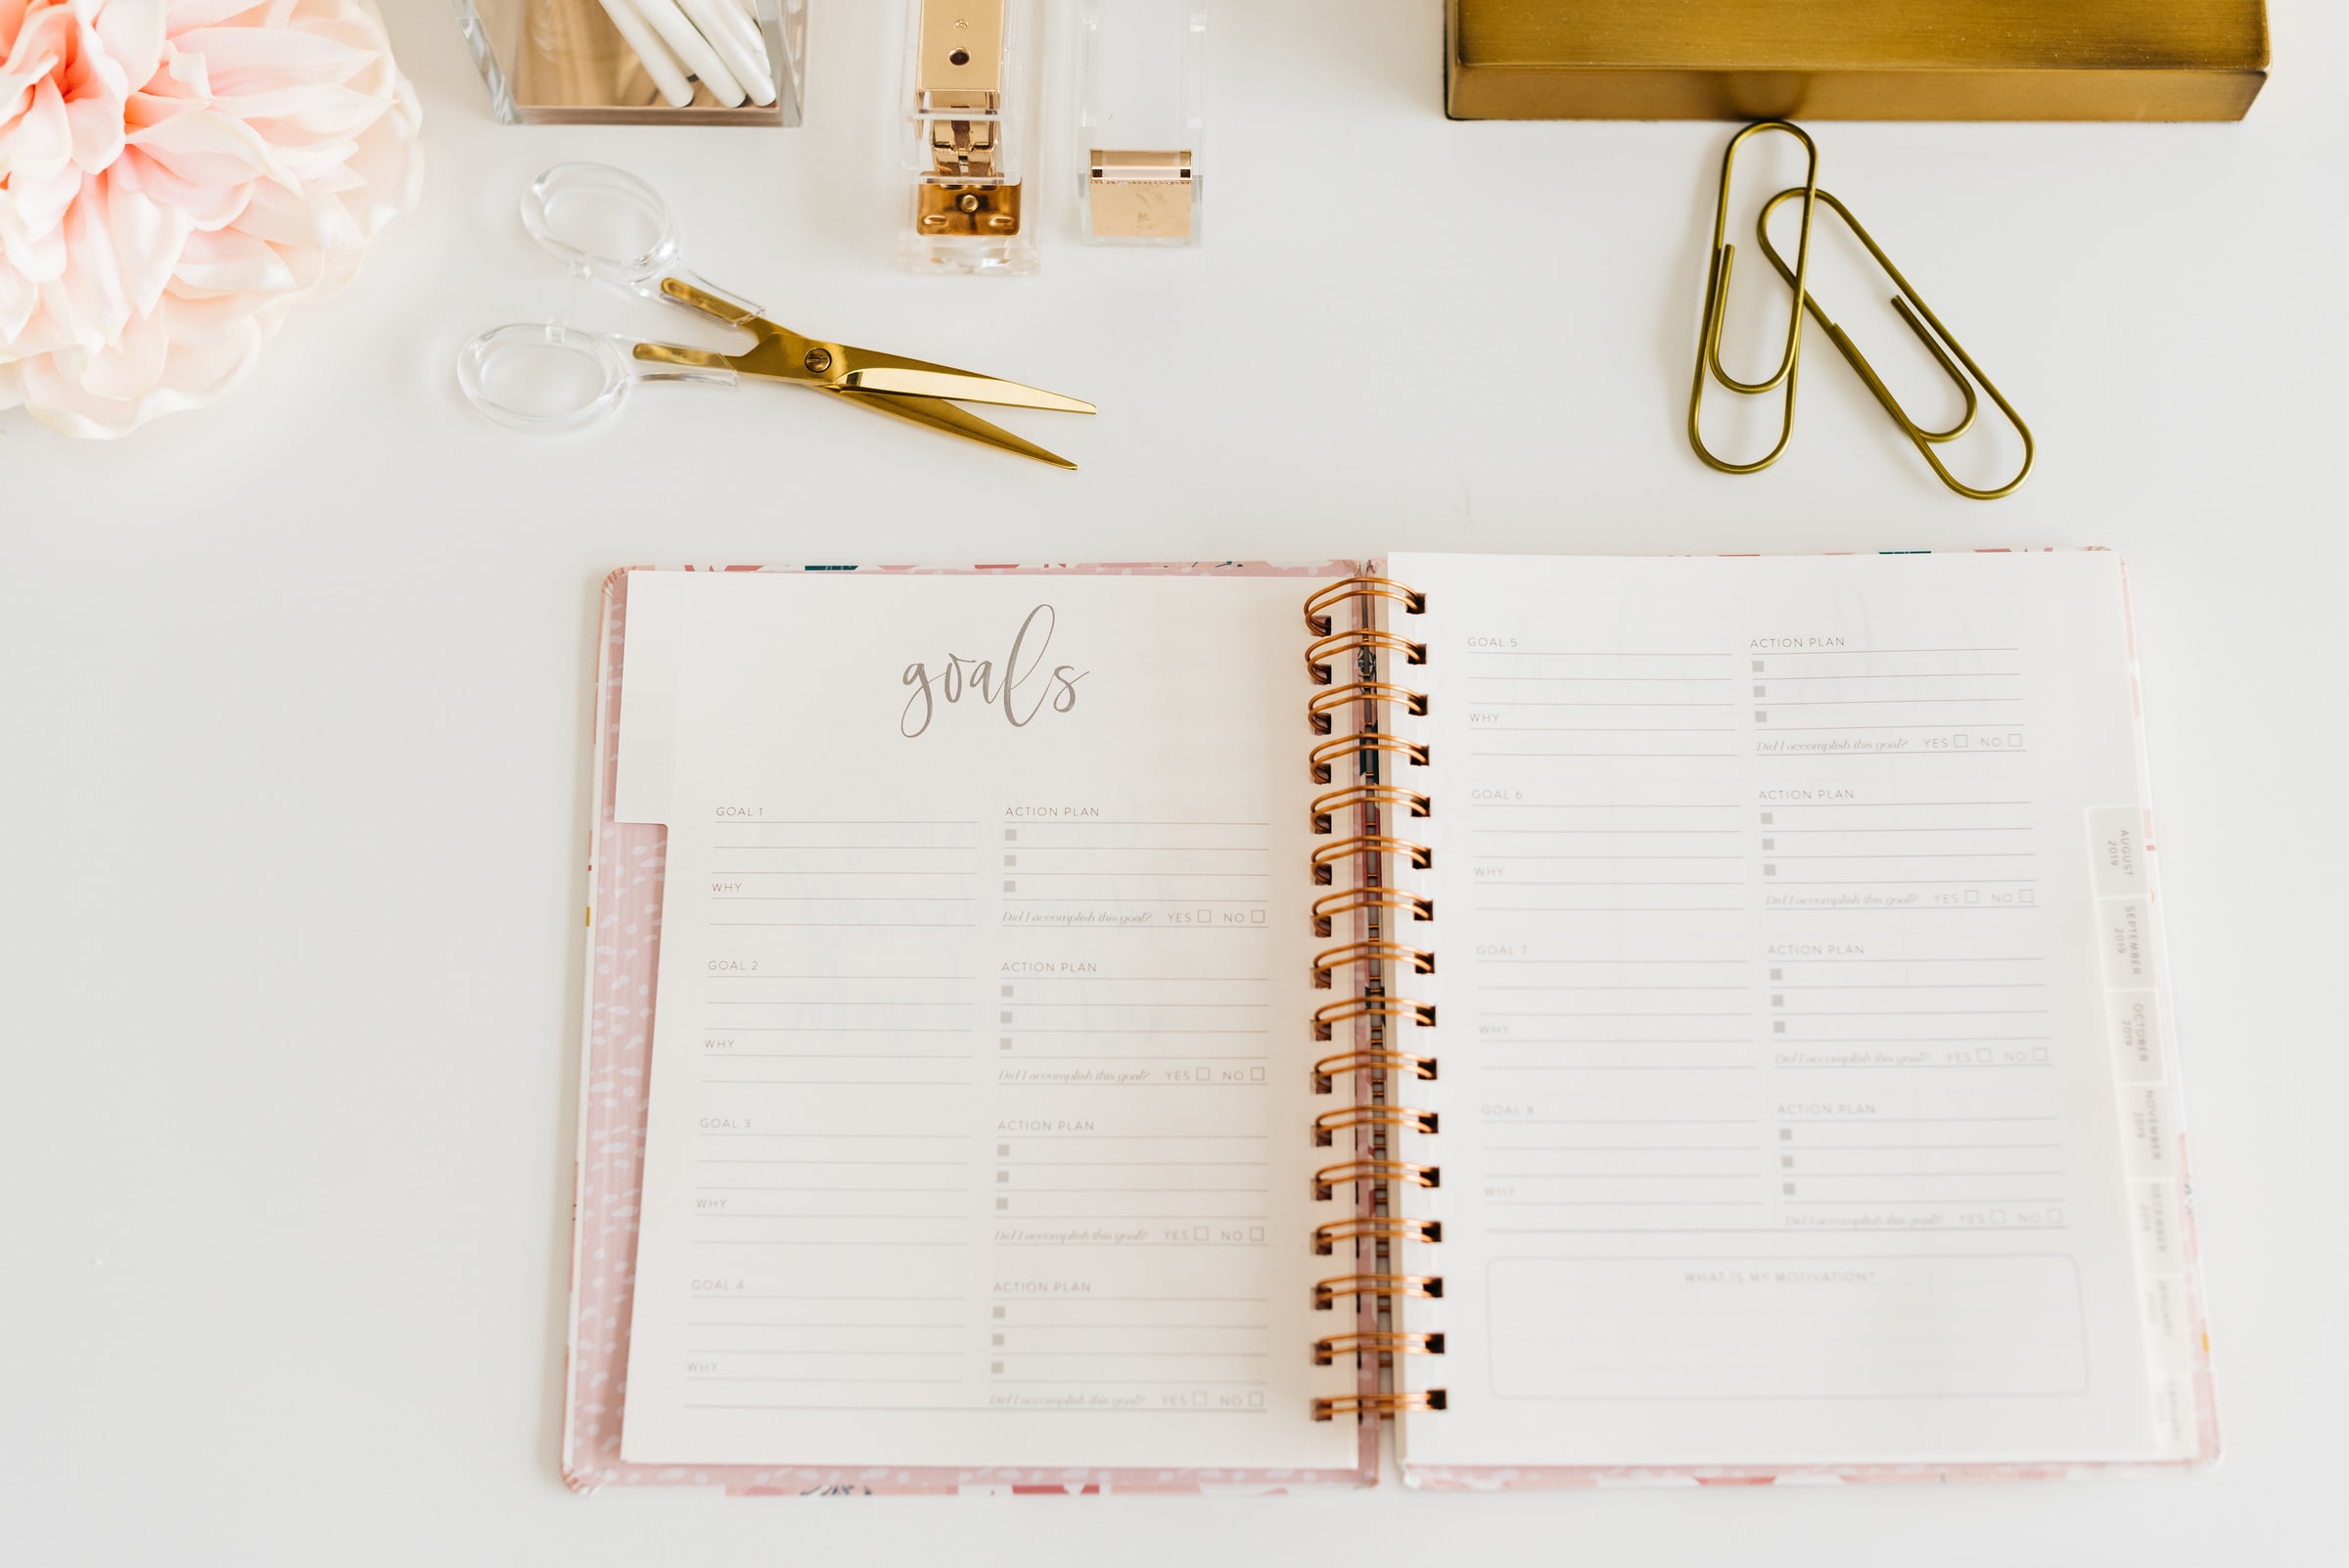 goals
GOAL 1 ACTION PLAN
WHY
Did I accomplish this goal? YES NO
GOAL 2 ACTION PLAN
WHY
Did I accomplish this goal? YES NO
GOAL 3 ACTION PLAN
WHY
Did I accomplish this goal? YES NO
GOAL 4 ACTION PLAN
WHY
Did I accomplish this goal? YES NO
GOAL 5 ACTION PLAN
WHY
Did I accomplish this goal? YES NO
GOAL 6 ACTION PLAN
WHY
Did I accomplish this goal? YES NO
GOAL 7 ACTION PLAN
WHY
Did I accomplish this goal? YES NO
GOAL 8 ACTION PLAN
WHY
Did I accomplish this goal? YES NO
WHAT IS MY MOTIVATION?
AUGUST
2019
SEPTEMBER
2019
OCTOBER
2019
NOVEMBER
2019
DECEMBER
2019